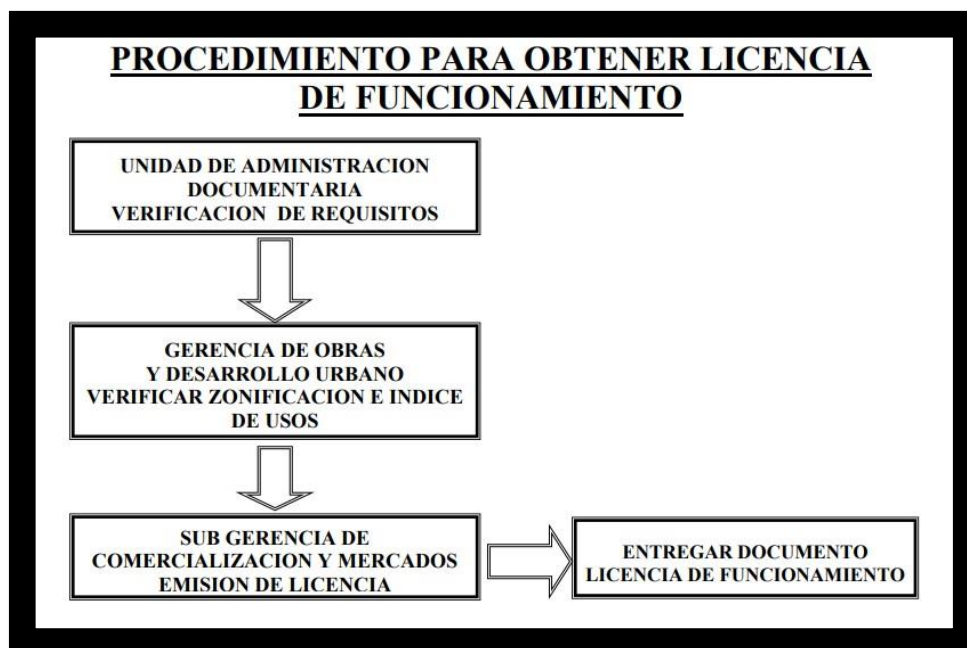 PROCEDIMIENTO PARA OBTENER LICENCIA
DE FUNCIONAMIENTO
UNIDAD DE ADMINISTRACION
DOCUMENTARIA
VERIFICACION DE REQUISITOS
GERENCIA DE OBRAS
Y DESARROLLO URBANO
VERIFICAR ZONIFICACION E INDICE
DE USOS
SUB GERENCIA DE
COMERCIALIZACION Y MERCADOS
EMISION DE LICENCIA
ENTREGAR DOCUMENTO
LICENCIA DE FUNCIONAMIENTO